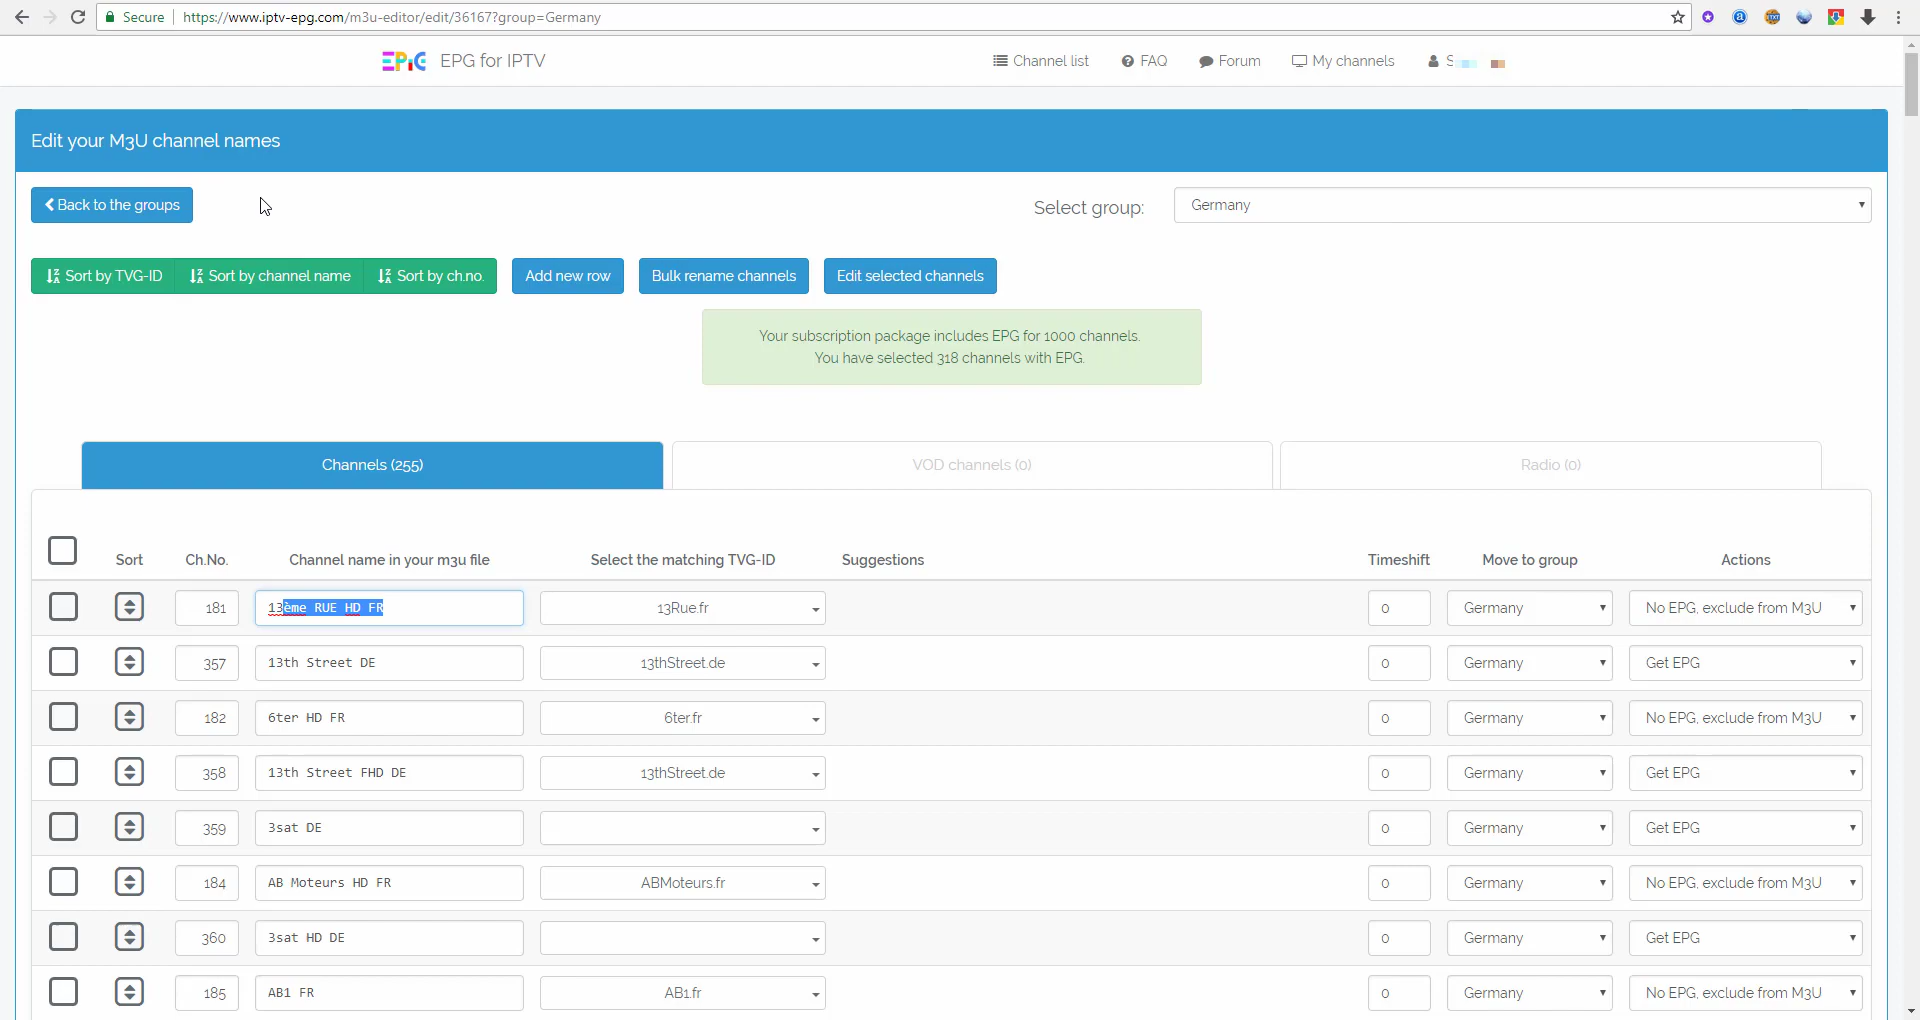 Secure https://www.iptv-epg.com/m3u-editor/edit/36167?group=Germany
EPiC EPG for IPTV Channel list FAQ Forum My channels S
Edit your M3U channel names
Back to the groups Select group: Germany
Sort by TVG-ID Sort by channel name Sort by ch.no. Add new row Bulk rename channels Edit selected channels
Your subscription package includes EPG for 1000 channels.
You have selected 318 channels with EPG.
Channels (255) VOD channels (0) Radio (0)
Sort Ch.No. Channel name in your m3u file Select the matching TVG-ID Suggestions Timeshift Move to group Actions
181 13ème RUE HD FR 13Rue.fr 0 Germany No EPG, exclude from M3U
357 13th Street DE 13thStreet.de 0 Germany Get EPG
182 6ter HD FR 6ter.fr 0 Germany No EPG, exclude from M3U
358 13th Street FHD DE 13thStreet.de 0 Germany Get EPG
359 3sat DE 0 Germany Get EPG
184 AB Moteurs HD FR ABMoteurs.fr 0 Germany No EPG, exclude from M3U
360 3sat HD DE 0 Germany Get EPG
185 AB1 FR AB1.fr 0 Germany No EPG, exclude from M3U